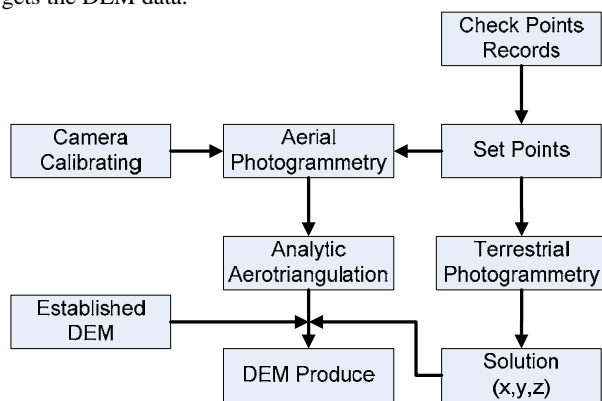 gets the DEM data.
Check Points
Records
Camera
Calibrating
Aerial
Photogrammetry
Set Points
Analytic
Aerotriangulation
Terrestrial
Photogrammetry
Established
DEM
DEM Produce
Solution
(x,y,z)